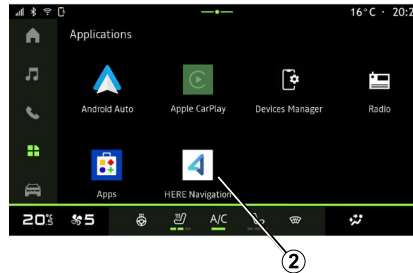 16°C · 20:2
Applications
Android Auto
Apple CarPlay
Devices Manager
Radio
Apps
HERE Navigation
20°5
5
A/C
2